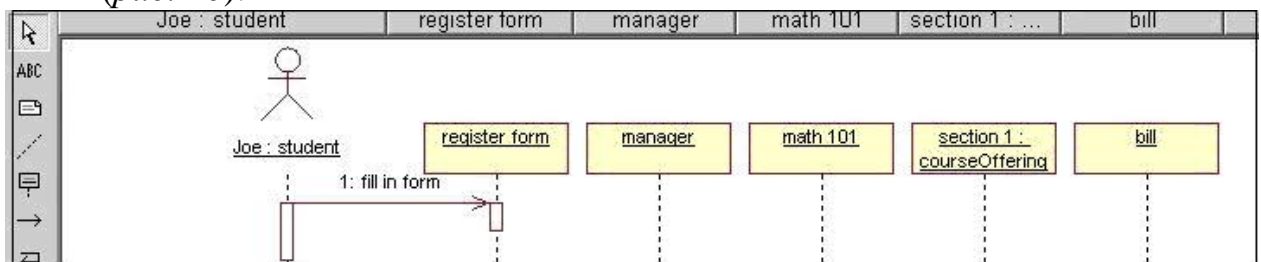 Joe : student register form manager math 101 section 1 : ... bill
ABC
Joe : student
register form
manager
math 101
section 1 :
courseOffering
bill
1: fill in form